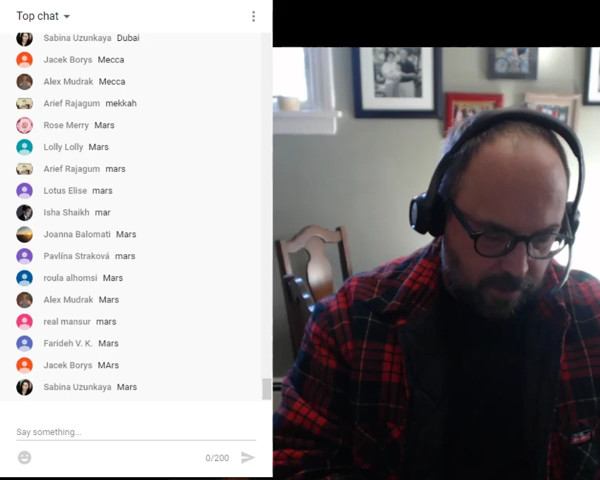 Top chat
Sabina Uzunkaya Dubai
Jacek Borys Mecca
Alex Mudrak Mecca
Arief Rajagum mekkah
Rose Merry Mars
Lolly Lolly Mars
Arief Rajagum mars
Lotus Elise mars
Isha Shaikh mar
Joanna Balomati Mars
Pavlína Straková mars
roula alhomsi Mars
Alex Mudrak Mars
real mansur mars
Farideh V. K. Mars
Jacek Borys MArs
Sabina Uzunkaya Mars
Say something...
0/200